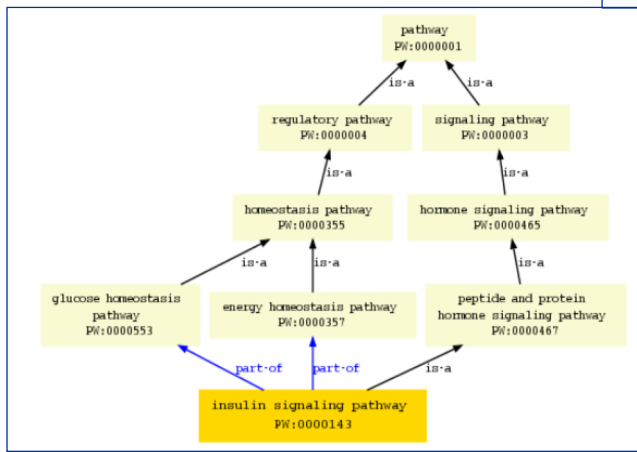 pathway
PW:0000001
is-a
is-a
regulatory pathway
PW:0000004
signaling pathway
PW:0000003
is-a
is-a
homeostasis pathway
PW:0000355
hormone signaling pathway
PW:0000465
is-a
is-a
is-a
glucose homeostasis
pathway
PW:0000553
energy homeostasis pathway
PW:0000357
peptide and protein
hormone signaling pathway
PW:0000467
part-of
part-of
is-a
insulin signaling pathway
PW:0000143